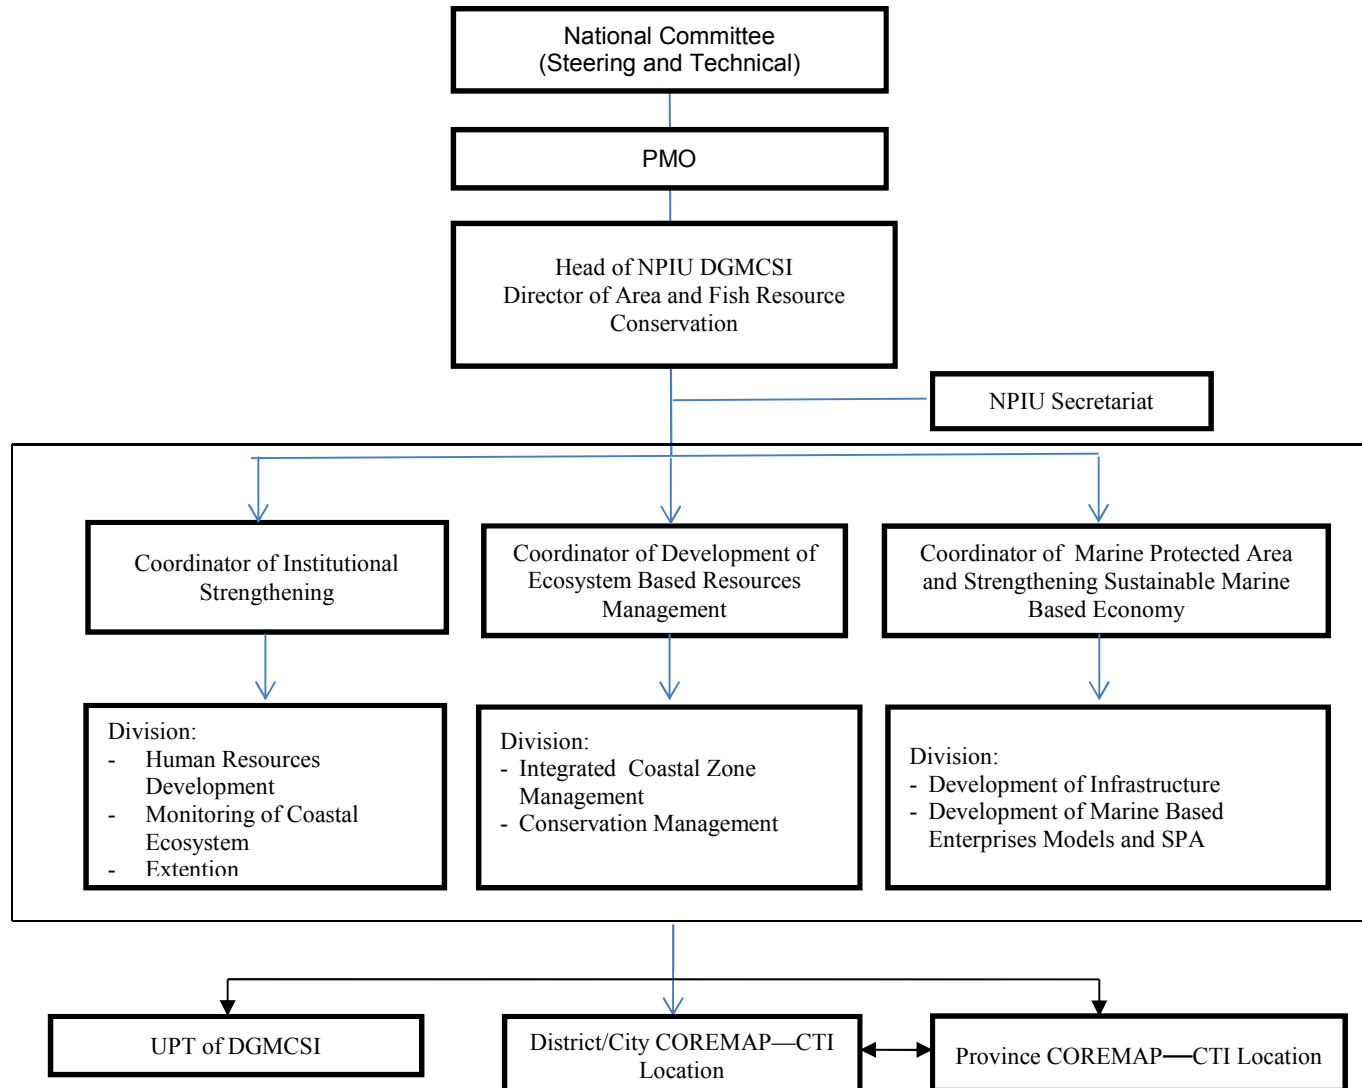 National Committee
(Steering and Technical)
PMO
Head of NPIU DGMCSI
Director of Area and Fish Resource
Conservation
NPIU Secretariat
Coordinator of Institutional
Strengthening
Coordinator of Development of
Ecosystem Based Resources
Management
Coordinator of Marine Protected Area
and Strengthening Sustainable Marine
Based Economy
Division:
- Human Resources
Development
- Monitoring of Coastal
Ecosystem
- Extention
Division:
- Integrated Coastal Zone
Management
- Conservation Management
Division:
- Development of Infrastructure
- Development of Marine Based
Enterprises Models and SPA
UPT of DGMCSI
District/City COREMAP—CTI
Location
Province COREMAP—CTI Location